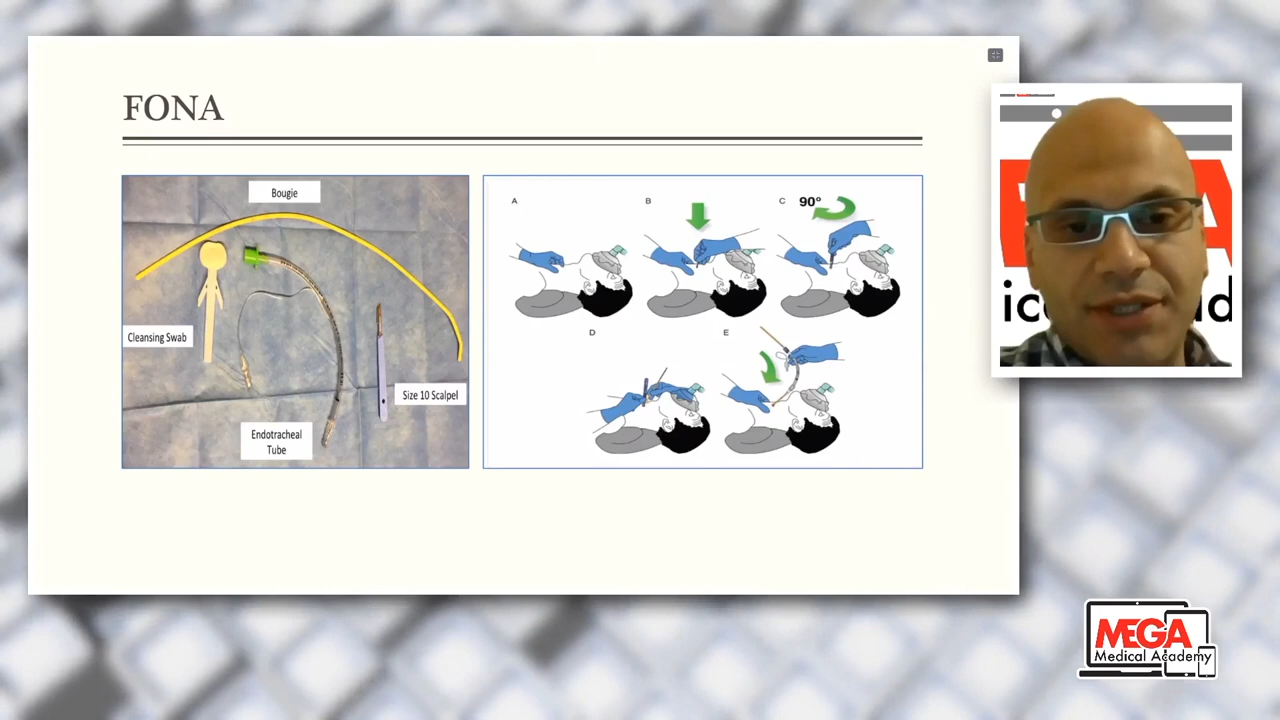 FONA
Bougie
Cleansing Swab
Size 10 Scalpel
Endotracheal
Tube
A
B
C
90°
D
E
MEGA
Medical Academy